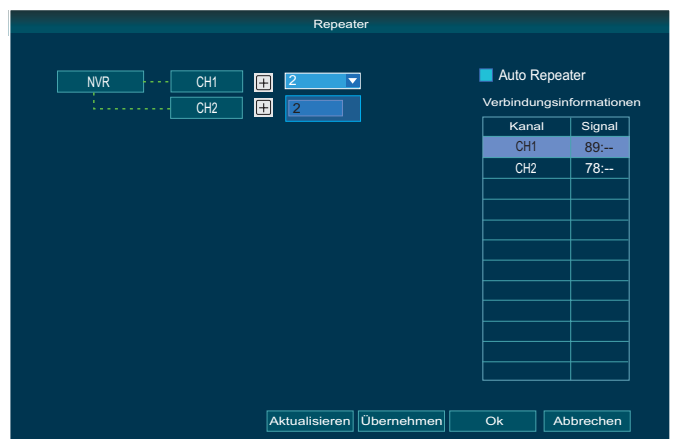 Repeater
NVR CH1 + 2
CH2 + 2
Auto Repeater
Verbindungsinformationen
Kanal Signal
CH1 89:--
CH2 78:--
Aktualisieren Übernehmen Ok Abbrechen